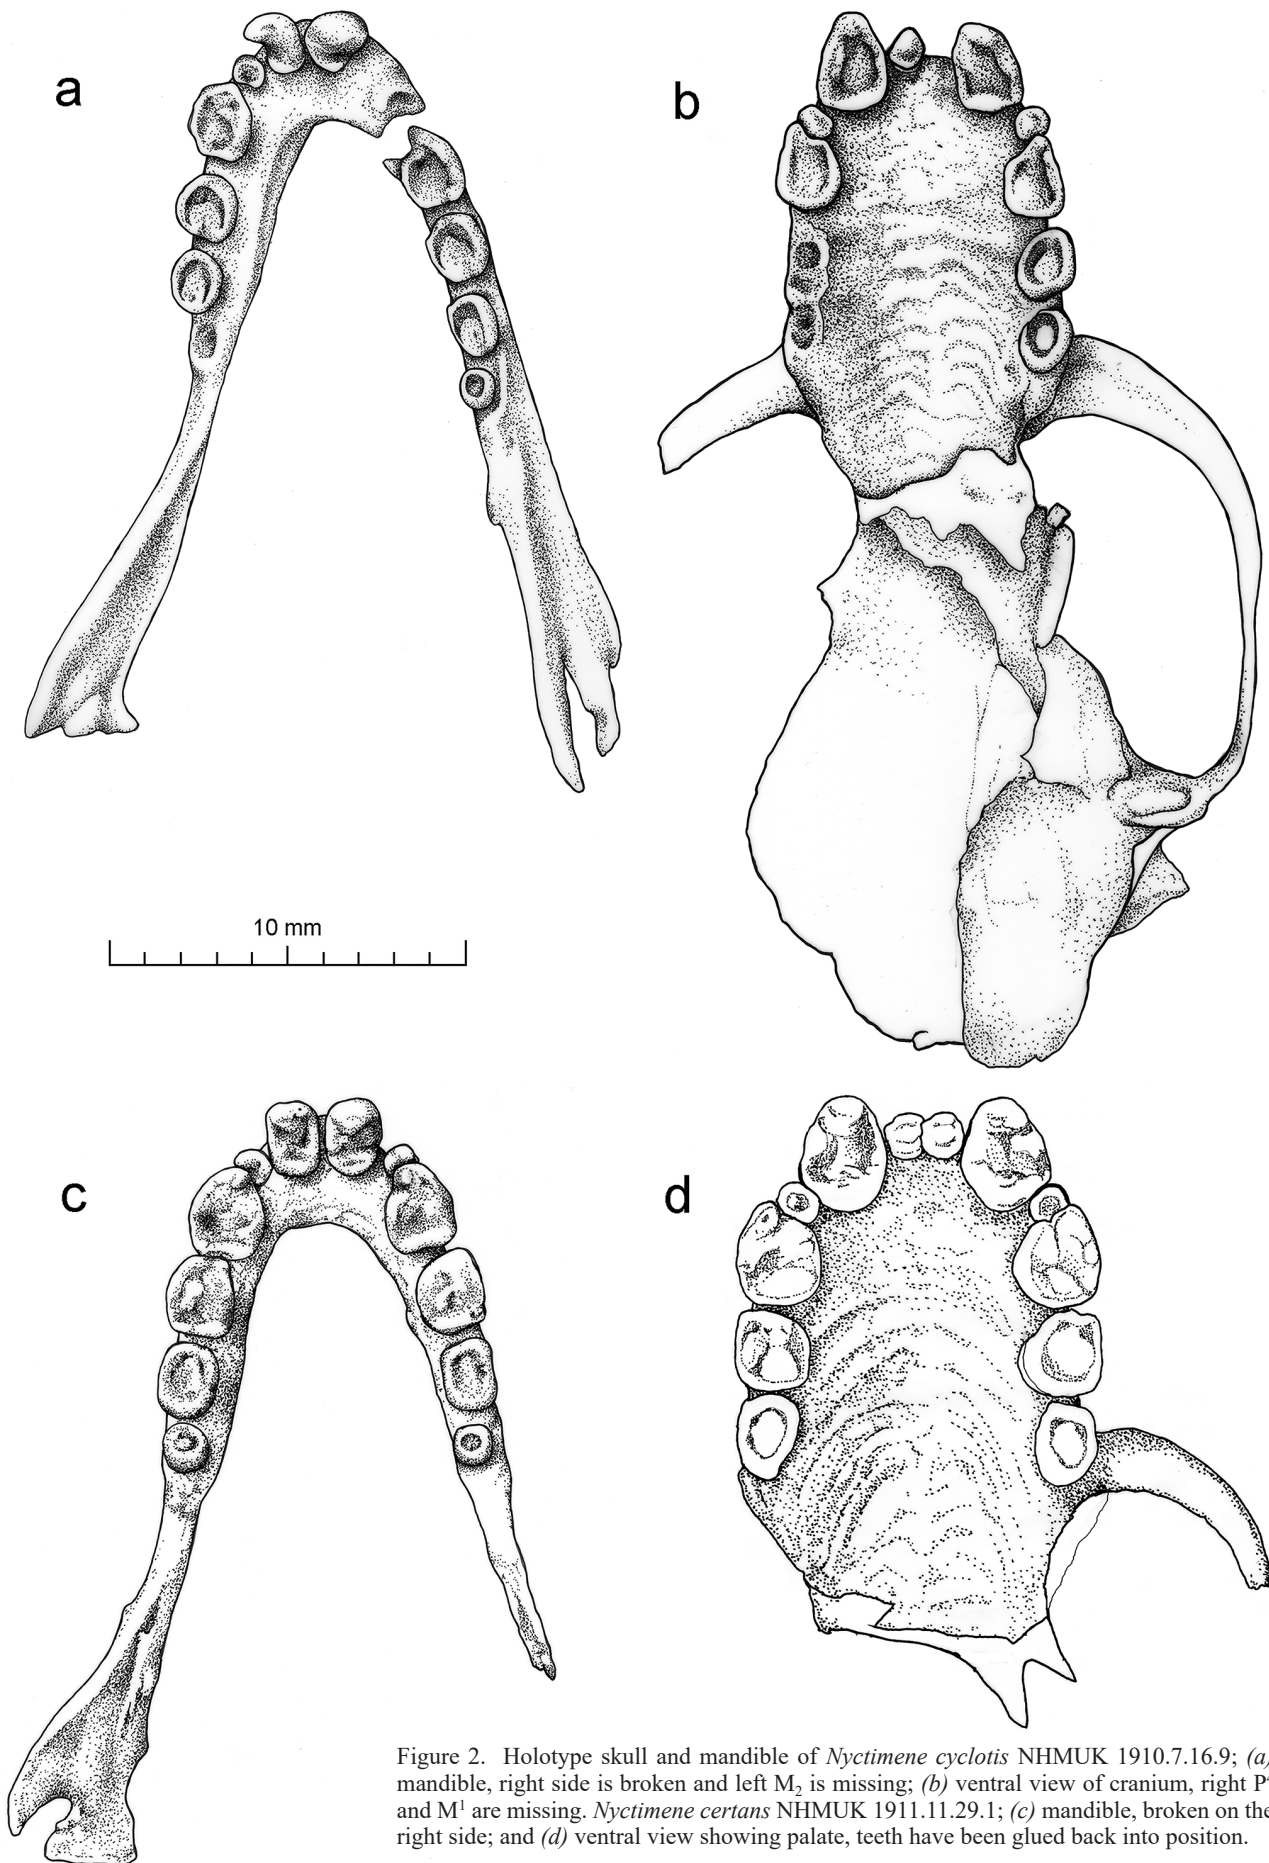 a
b
10 mm
c
d
Figure 2. Holotype skull and mandible of Nyctimene cyclotis NHMUK 1910.7.16.9; (a)
mandible, right side is broken and left M₂ is missing; (b) ventral view of cranium, right P⁴
and M¹ are missing. Nyctimene certans NHMUK 1911.11.29.1; (c) mandible, broken on the
right side; and (d) ventral view showing palate, teeth have been glued back into position.